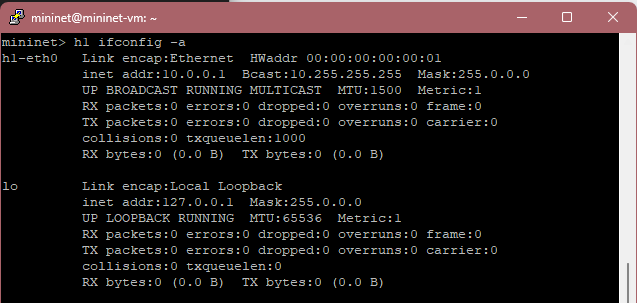 mininet@mininet-vm: ~
mininet> h1 ifconfig -a
h1-eth0   Link encap:Ethernet  HWaddr 00:00:00:00:00:01
          inet addr:10.0.0.1  Bcast:10.255.255.255  Mask:255.0.0.0
          UP BROADCAST RUNNING MULTICAST  MTU:1500  Metric:1
          RX packets:0 errors:0 dropped:0 overruns:0 frame:0
          TX packets:0 errors:0 dropped:0 overruns:0 carrier:0
          collisions:0 txqueuelen:1000
          RX bytes:0 (0.0 B)  TX bytes:0 (0.0 B)

lo        Link encap:Local Loopback
          inet addr:127.0.0.1  Mask:255.0.0.0
          UP LOOPBACK RUNNING  MTU:65536  Metric:1
          RX packets:0 errors:0 dropped:0 overruns:0 frame:0
          TX packets:0 errors:0 dropped:0 overruns:0 carrier:0
          collisions:0 txqueuelen:0
          RX bytes:0 (0.0 B)  TX bytes:0 (0.0 B)